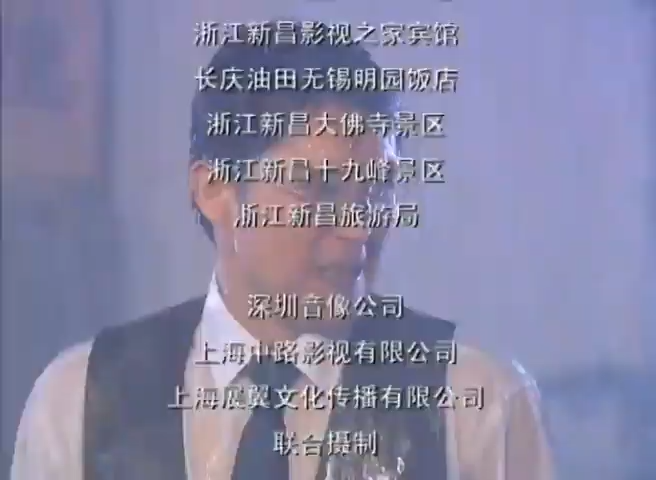 浙江新昌影视之家宾馆
长庆油田无锡明园饭店
浙江新昌大佛寺景区
浙江新昌十九峰景区
浙江新昌旅游局
深圳音像公司
上海中路影视有限公司
上海展翼文化传播有限公司
联合摄制